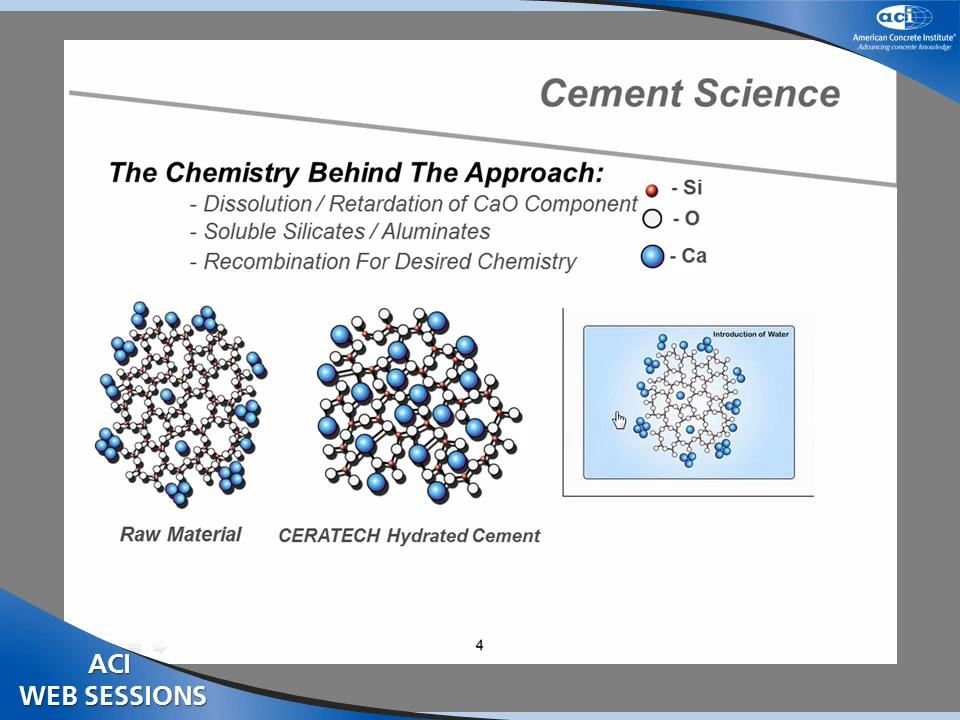 aci
American Concrete Institute®
Advancing concrete knowledge
Cement Science
The Chemistry Behind The Approach:
- Dissolution / Retardation of CaO Component
- Soluble Silicates / Aluminates
- Recombination For Desired Chemistry
- Si
- O
- Ca
Introduction of Water
Raw Material
CERATECH Hydrated Cement
4
ACI
WEB SESSIONS